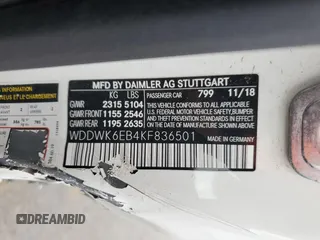 MFD BY DAIMLER AG STUTTGART
KG LBS PASSENGER CAR 799 11/18
GVWR 2315 5104
GAWR FRONT 1155 2546
GAWR REAR 1195 2635
THIS VEHICLE CONFORMS TO ALL
APPLICABLE U.S. FEDERAL MOTOR
VEHICLE SAFETY, BUMPER,
AND THEFT PREVENTION STANDARDS
IN EFFECT ON THE DATE OF
MANUFACTURE SHOWN ABOVE.
WDDWK6EB4KF836501
MADE IN GERMANY
DREAMBID